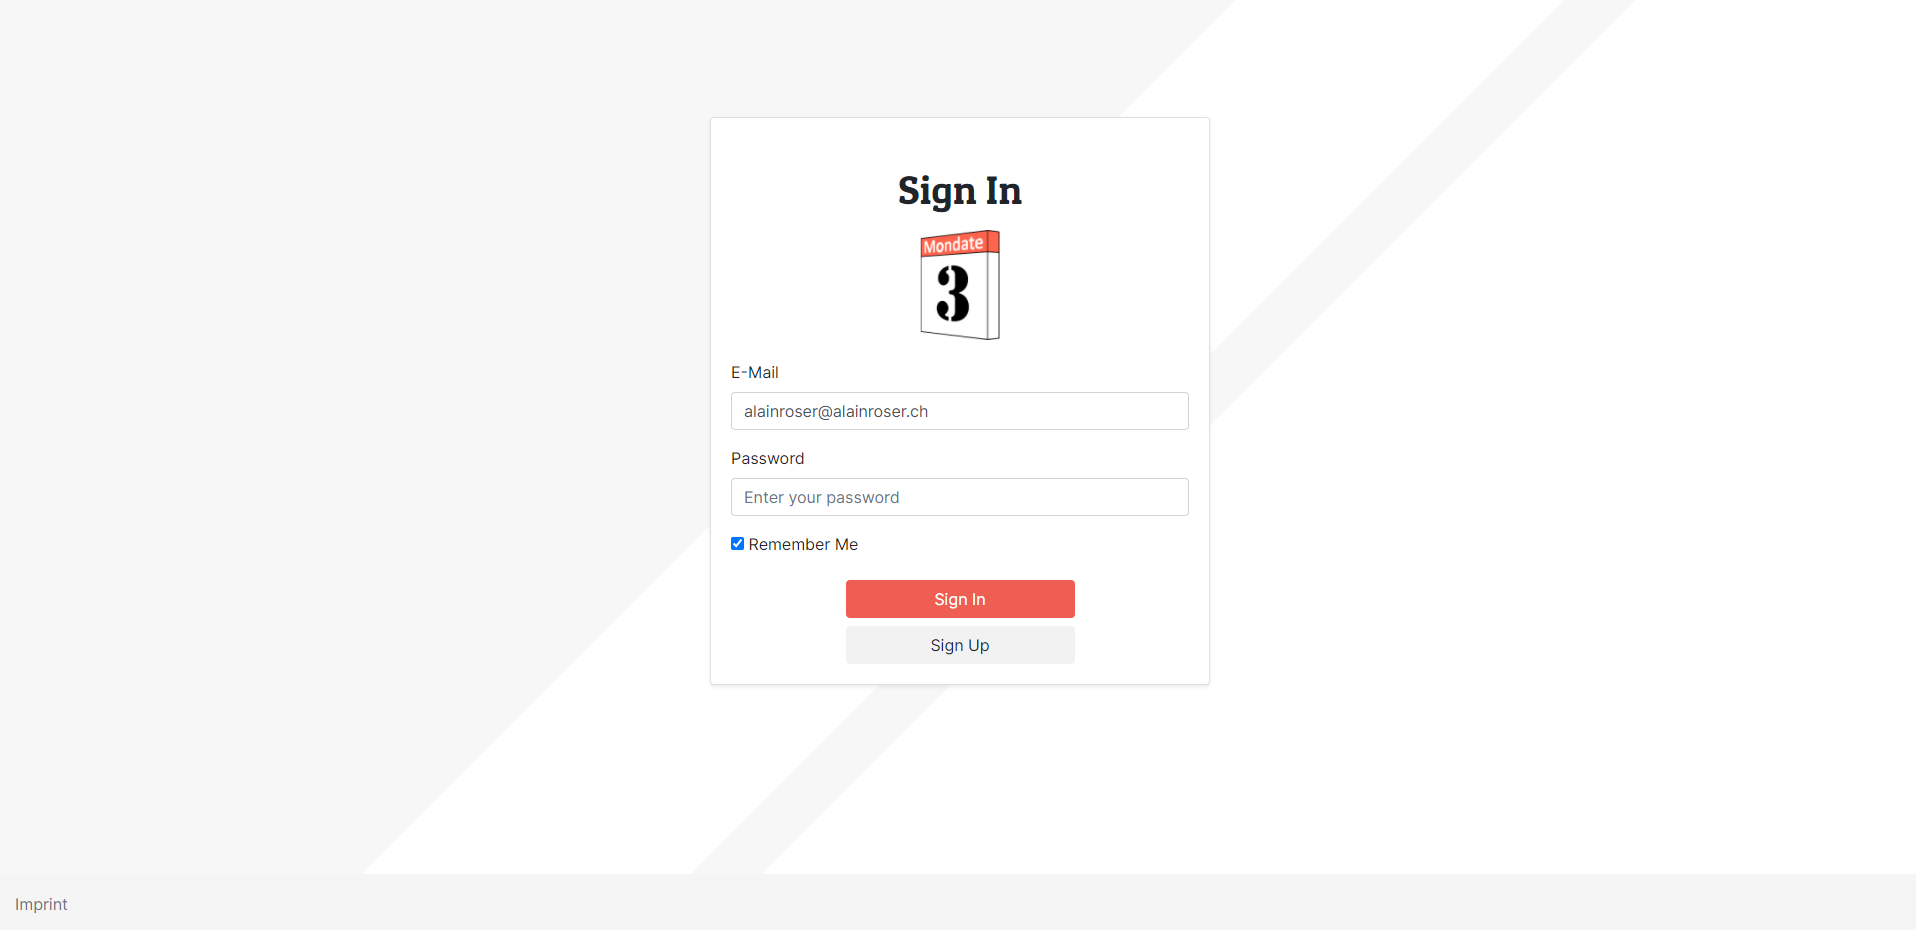 Sign In
Mondate
3
E-Mail
alainroser@alainroser.ch
Password
Enter your password
Remember Me
Sign In
Sign Up
Imprint